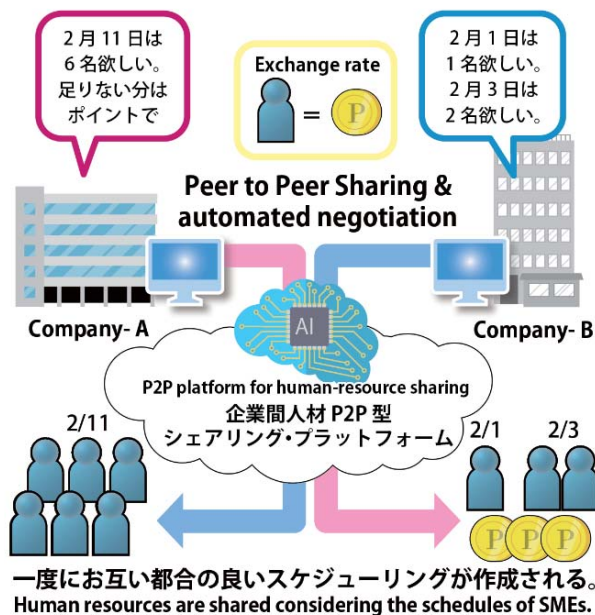 2月11日は
6名欲しい。
足りない分は
ポイントで
Exchange rate
= P
2月1日は
1名欲しい。
2月3日は
2名欲しい。
Peer to Peer Sharing &
automated negotiation
Company- A
Company- B
AI
P2P platform for human-resource sharing
企業間人材 P2P 型
シェアリング・プラットフォーム
2/11
2/1
2/3
P P P
一度にお互い都合の良いスケジューリングが作成される。
Human resources are shared considering the schedules of SMEs.